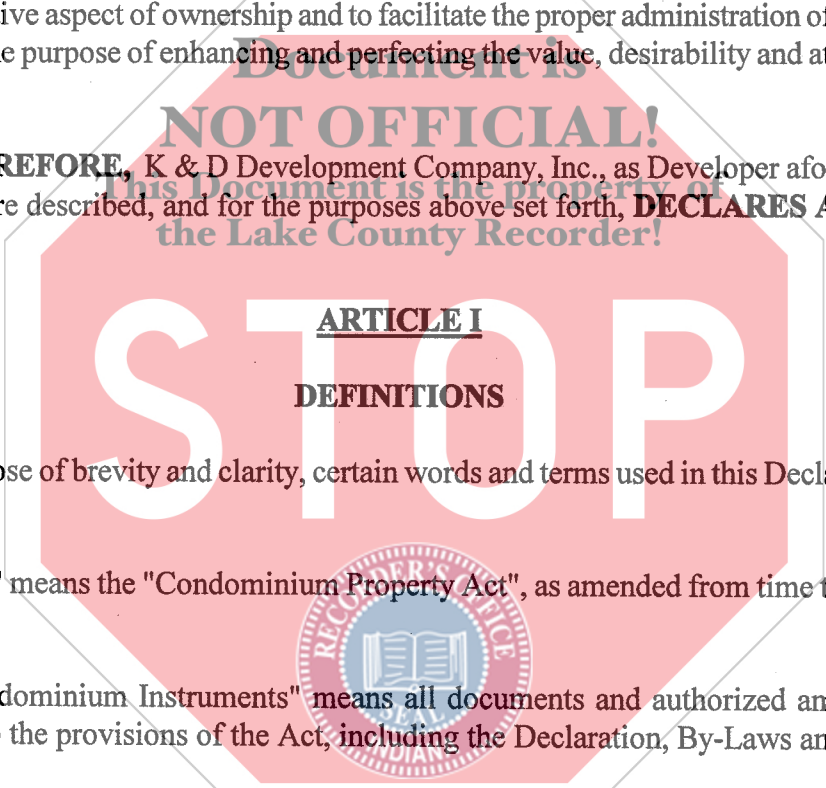 ive aspect of ownership and to facilitate the proper administration of
e purpose of enhancing and perfecting the value, desirability and at
Document is
NOT OFFICIAL!
REFORE, K & D Development Company, Inc., as Developer afo
This Document is the property of
re described, and for the purposes above set forth, DECLARES A
the Lake County Recorder!
ARTICLE I
STOP
DEFINITIONS
ose of brevity and clarity, certain words and terms used in this Decla
" means the "Condominium Property Act", as amended from time t
RECORDER'S OFFICE
SEAL
INDIANA
dominium Instruments" means all documents and authorized am
the provisions of the Act, including the Declaration, By-Laws an